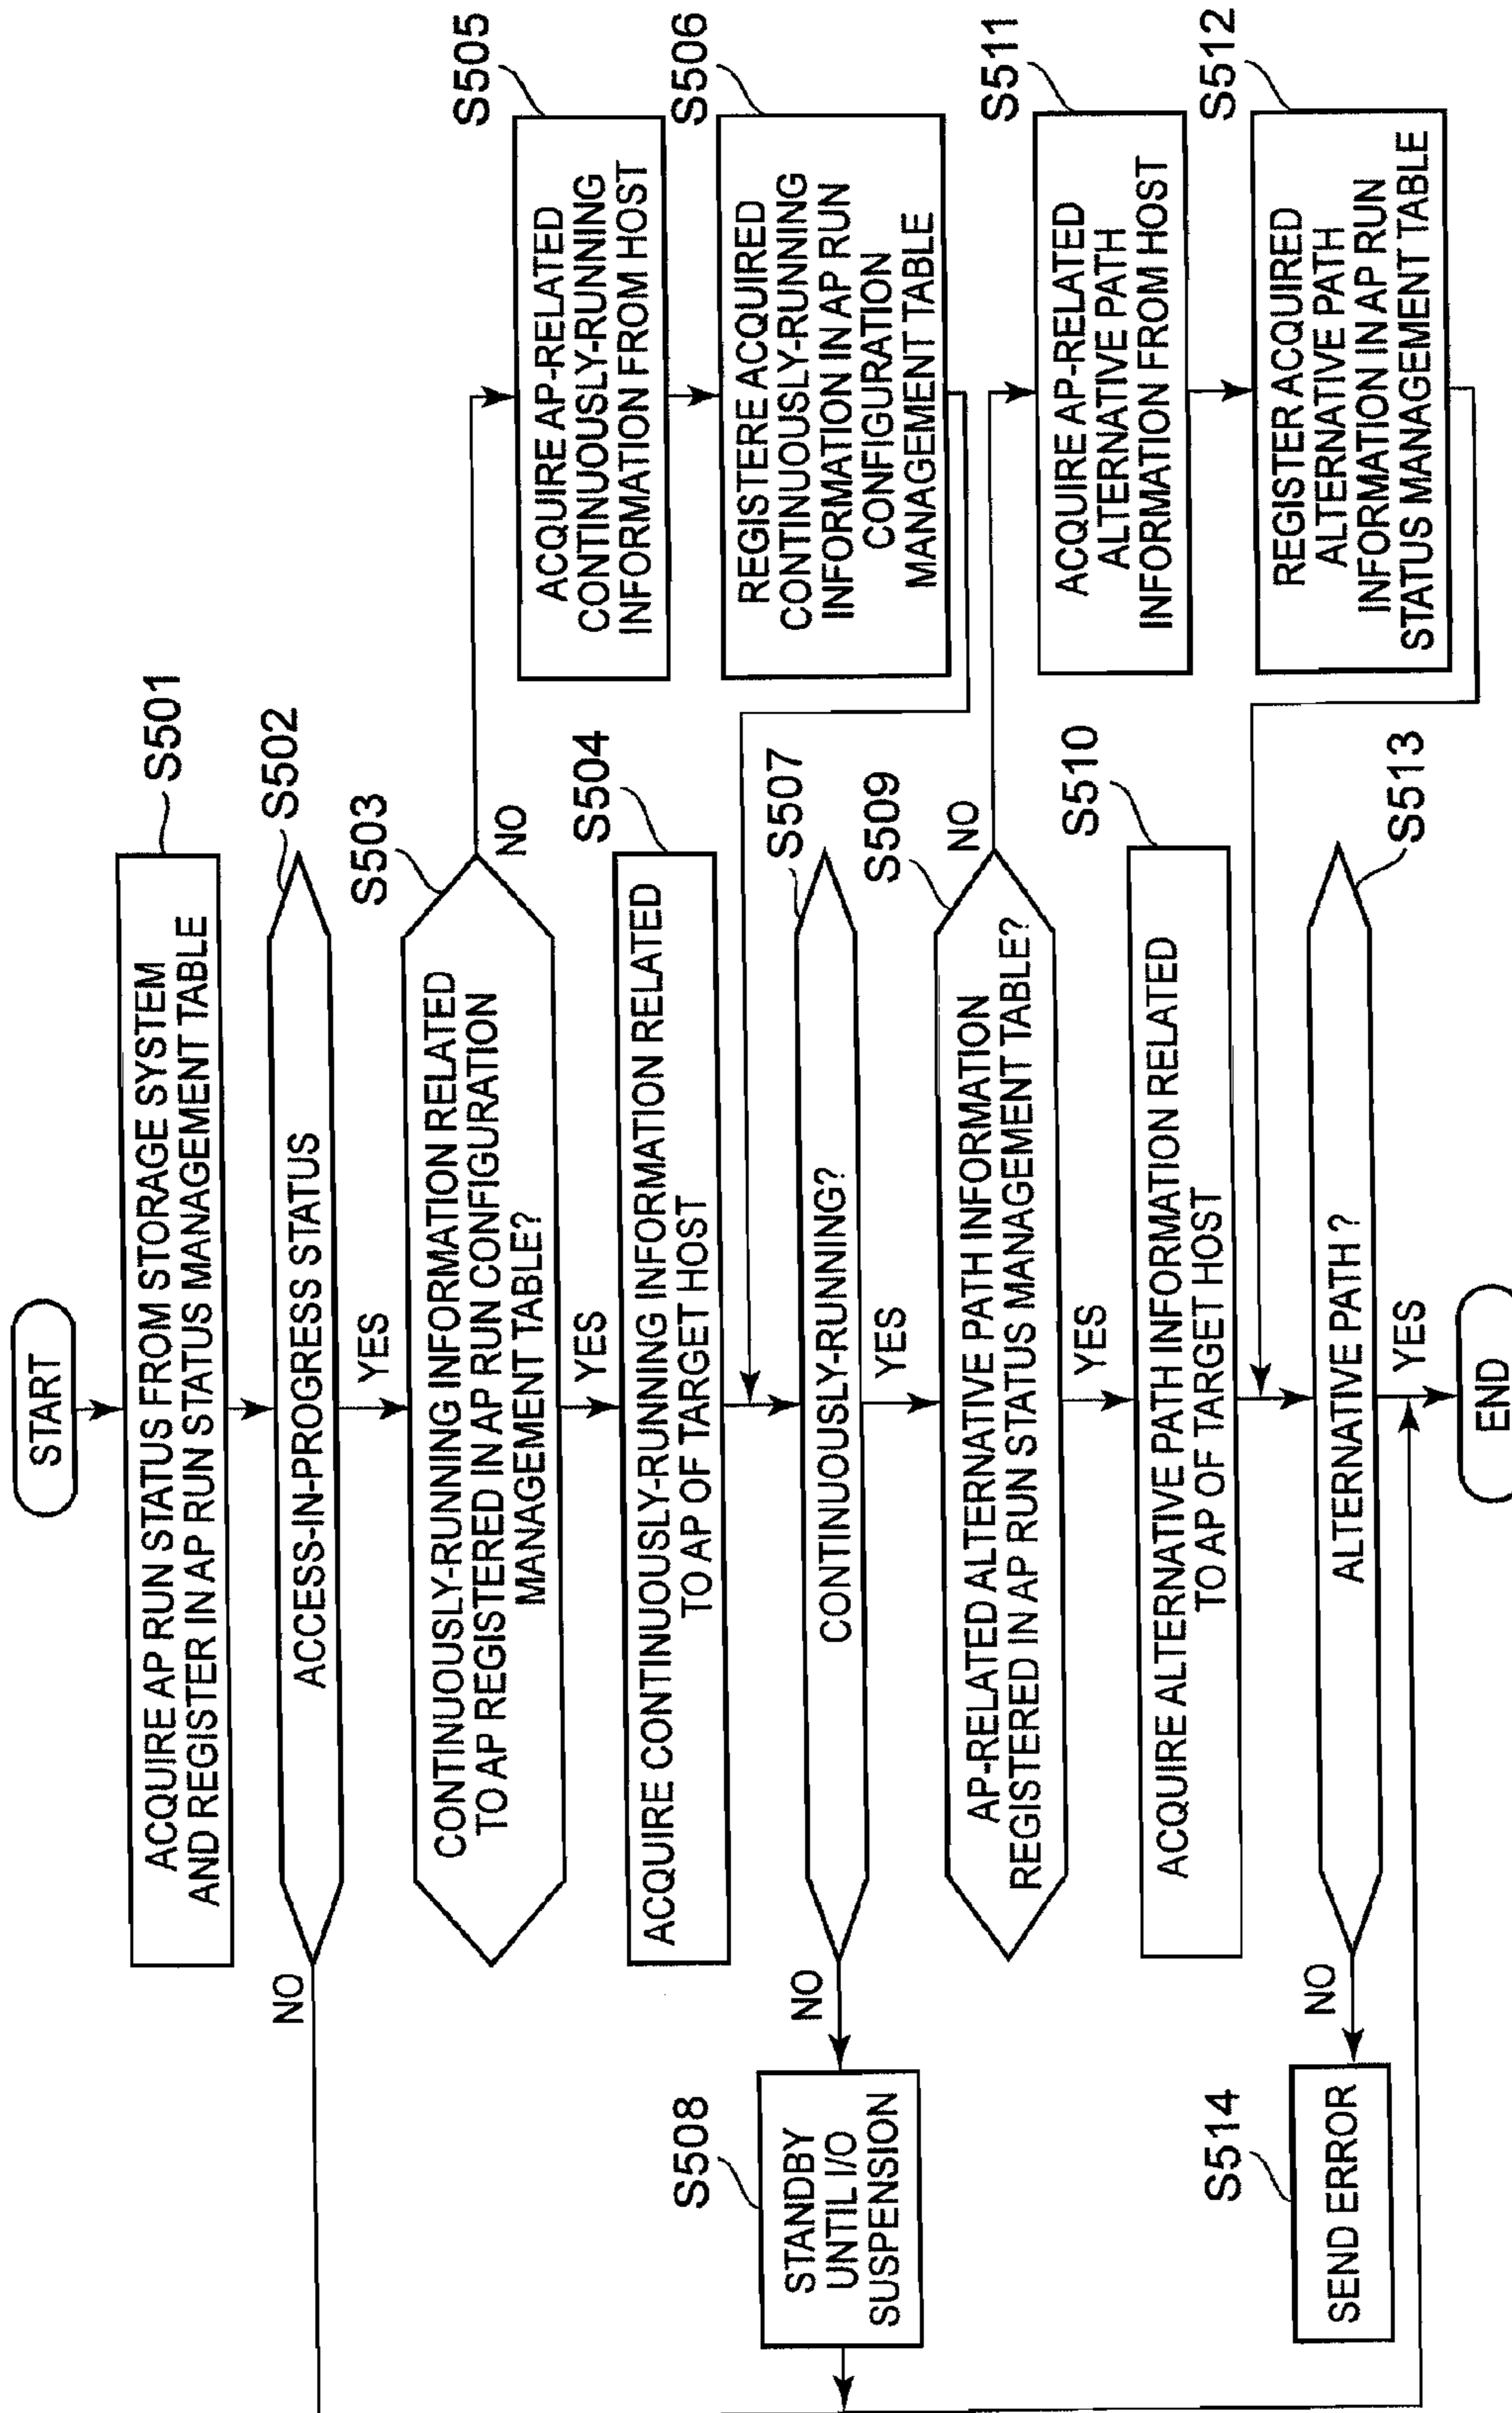 START
S501
ACQUIRE AP RUN STATUS FROM STORAGE SYSTEM
AND REGISTER IN AP RUN STATUS MANAGEMENT TABLE
S502
ACCESS-IN-PROGRESS STATUS
NO
YES
S503
CONTINUOUSLY-RUNNING INFORMATION RELATED
TO AP REGISTERED IN AP RUN CONFIGURATION
MANAGEMENT TABLE?
NO
YES
S505
ACQUIRE AP-RELATED
CONTINUOUSLY-RUNNING
INFORMATION FROM HOST
S504
ACQUIRE CONTINUOUSLY-RUNNING INFORMATION RELATED
TO AP OF TARGET HOST
S506
REGISTERE ACQUIRED
CONTINUOUSLY-RUNNING
INFORMATION IN AP RUN
CONFIGURATION
MANAGEMENT TABLE
S507
CONTINUOUSLY-RUNNING?
NO
YES
S508
STANDBY
UNTIL I/O
SUSPENSION
S509
AP-RELATED ALTERNATIVE PATH INFORMATION
REGISTERED IN AP RUN STATUS MANAGEMENT TABLE?
NO
YES
S511
ACQUIRE AP-RELATED
ALTERNATIVE PATH
INFORMATION FROM HOST
S510
ACQUIRE ALTERNATIVE PATH INFORMATION RELATED
TO AP OF TARGET HOST
S512
REGISTER ACQUIRED
ALTERNATIVE PATH
INFORMATION IN AP RUN
STATUS MANAGEMENT TABLE
S513
ALTERNATIVE PATH ?
NO
YES
S514
SEND ERROR
END